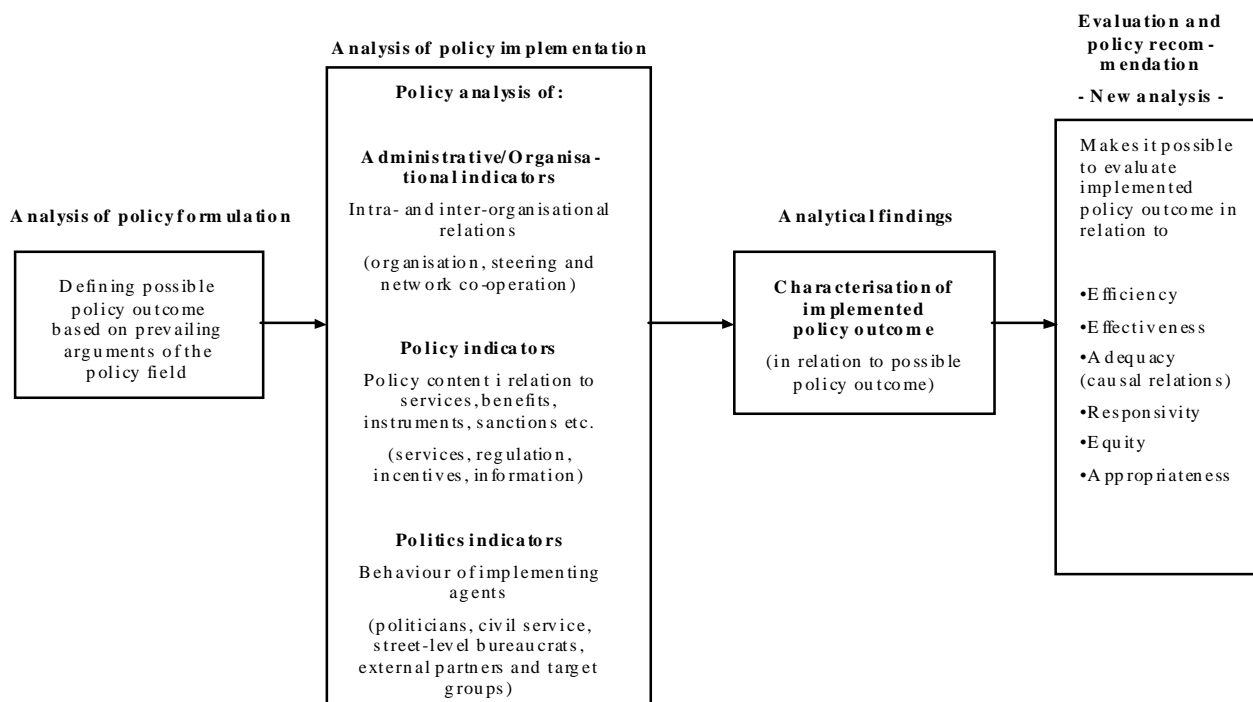 Analysis of policy formulation
Defining possible
policy outcome
based on prevailing
arguments of the
policy field
Analysis of policy implementation
Policy analysis of:
Administrative/Organisa-
tional indicators
Intra- and inter-organisational
relations
(organisation, steering and
network co-operation)
Policy indicators
Policy content i relation to
services, benefits,
instruments, sanctions etc.
(services, regulation,
incentives, information)
Politics indicators
Behaviour of implementing
agents
(politicians, civil service,
street-level bureaucrats,
external partners and target
groups)
Analytical findings
Characterisation of
implemented
policy outcome
(in relation to possible
policy outcome)
Evaluation and
policy recom-
mendation
- New analysis -
Makes it possible
to evaluate
implemented
policy outcome in
relation to
•Efficiency
•Effectiveness
•Adequacy
(causal relations)
•Responsivity
•Equity
•Appropriateness